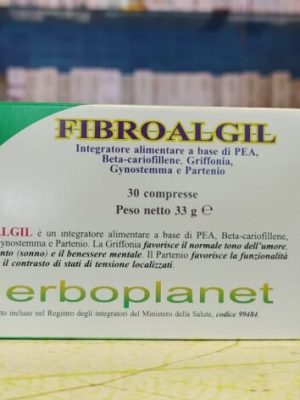 FIBROALGIL
Integratore alimentare a base di PEA,
Beta-cariofillene, Griffonia,
Gynostemma e Partenio
30 compresse
Peso netto 33 g ℮
ALGIL è un integratore alimentare a base di PEA, Beta-cariofillene,
ynostemma e Partenio. La Griffonia favorisce il normale tono dell'umore,
nto (sonno) e il benessere mentale. Il Partenio favorisce la funzionalità
il contrasto di stati di tensione localizzati.
erboplanet
tto incluso nel Registro degli integratori del Ministero della Salute, codice 99484.